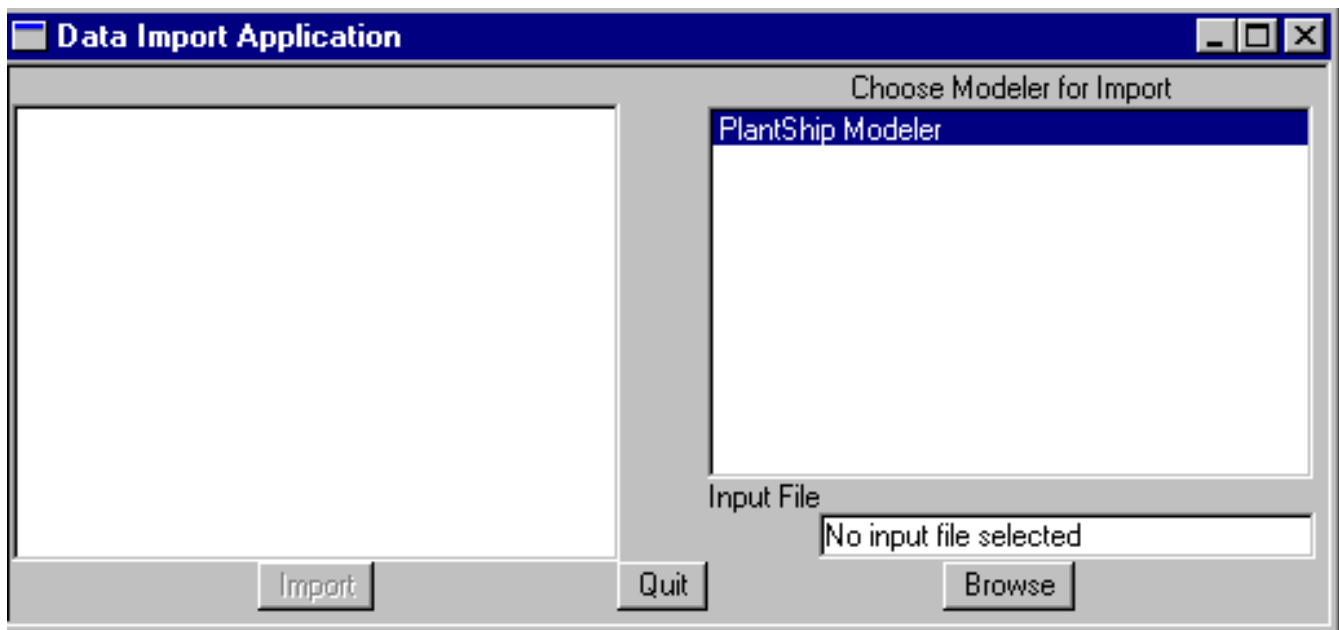 Data Import Application
Choose Modeler for Import
PlantShip Modeler
Input File
No input file selected
Import
Quit
Browse